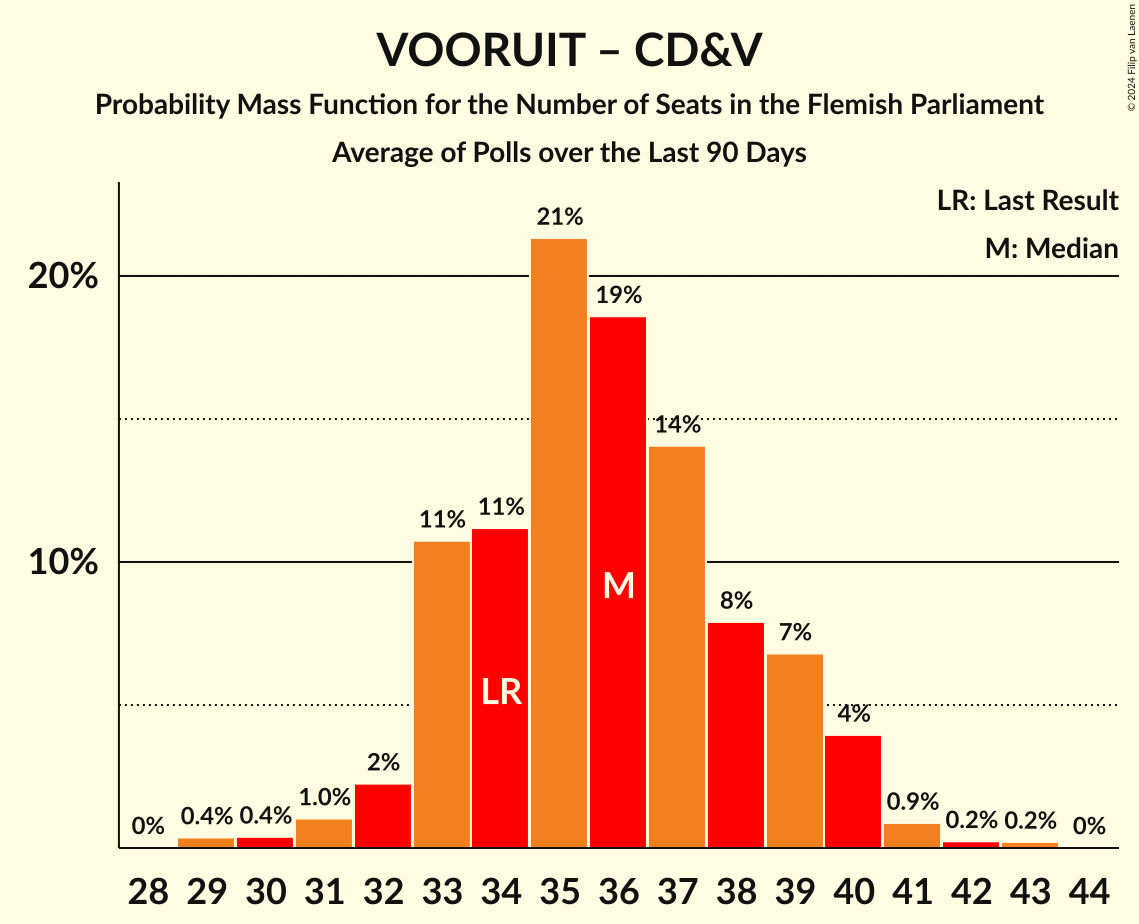 VOORUIT – CD&V
Probability Mass Function for the Number of Seats in the Flemish Parliament
Average of Polls over the Last 90 Days
© 2024 Filip van Laenen
LR: Last Result
M: Median
20%
10%
0%
0.4%
0.4%
1.0%
2%
11%
11%
21%
19%
14%
8%
7%
4%
0.9%
0.2%
0.2%
0%
LR
M
28 29 30 31 32 33 34 35 36 37 38 39 40 41 42 43 44